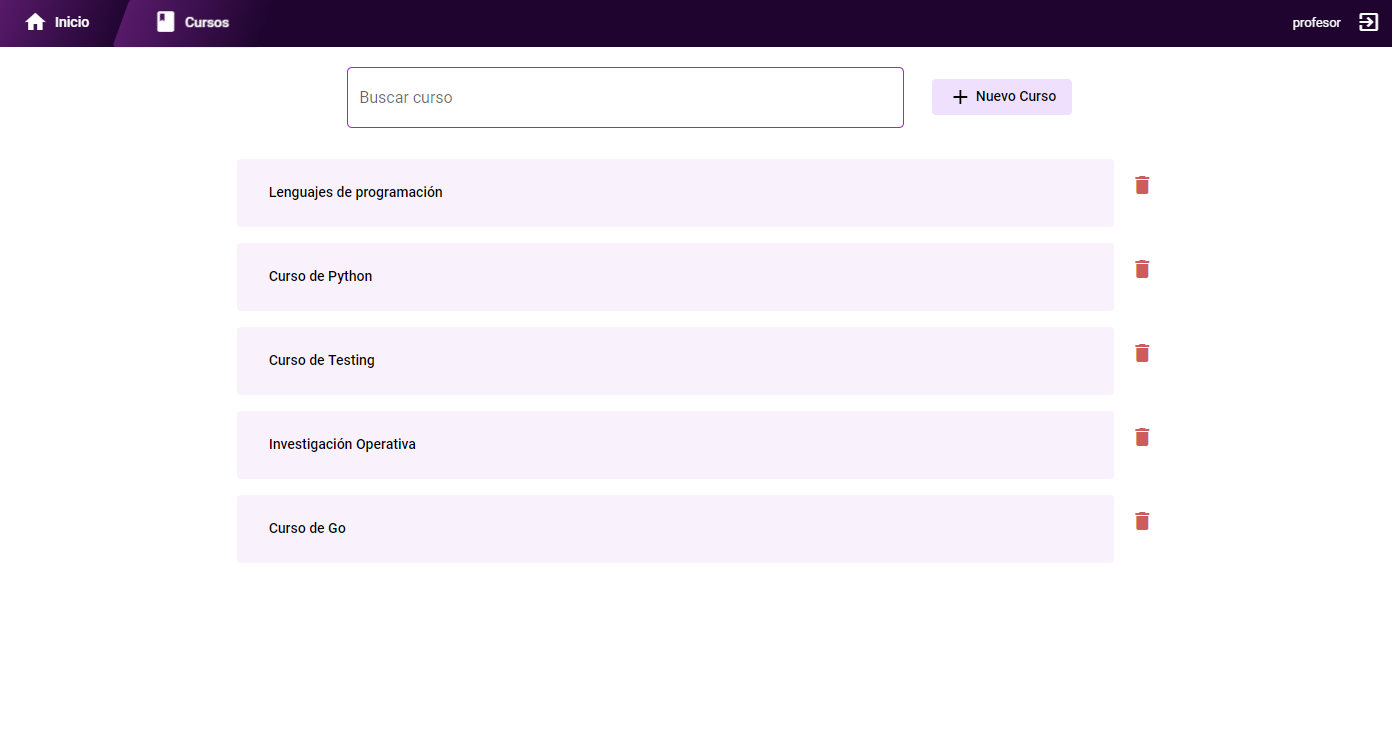 Inicio
Cursos
profesor
Buscar curso
Nuevo Curso
Lenguajes de programación
Curso de Python
Curso de Testing
Investigación Operativa
Curso de Go